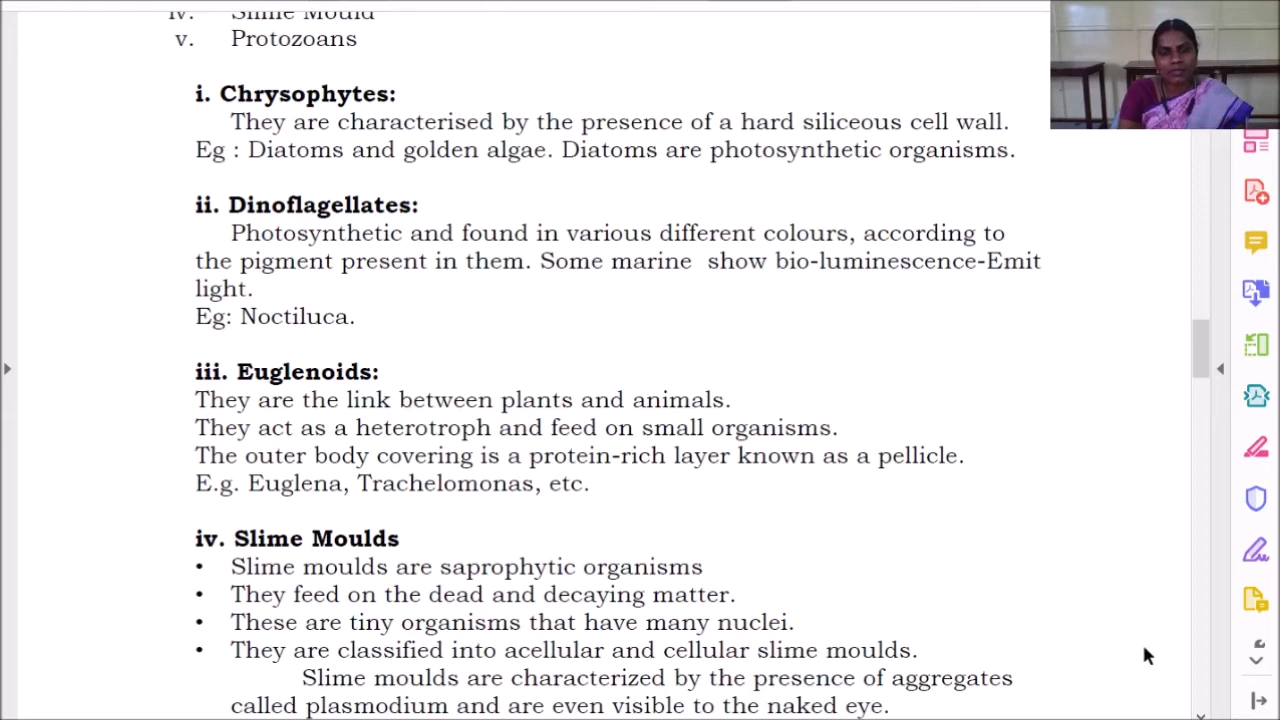 iv. Slime Mould
v. Protozoans
i. Chrysophytes:
They are characterised by the presence of a hard siliceous cell wall.
Eg : Diatoms and golden algae. Diatoms are photosynthetic organisms.
ii. Dinoflagellates:
Photosynthetic and found in various different colours, according to
the pigment present in them. Some marine show bio-luminescence-Emit
light.
Eg: Noctiluca.
iii. Euglenoids:
They are the link between plants and animals.
They act as a heterotroph and feed on small organisms.
The outer body covering is a protein-rich layer known as a pellicle.
E.g. Euglena, Trachelomonas, etc.
iv. Slime Moulds
• Slime moulds are saprophytic organisms
• They feed on the dead and decaying matter.
• These are tiny organisms that have many nuclei.
• They are classified into acellular and cellular slime moulds.
Slime moulds are characterized by the presence of aggregates
called plasmodium and are even visible to the naked eye.